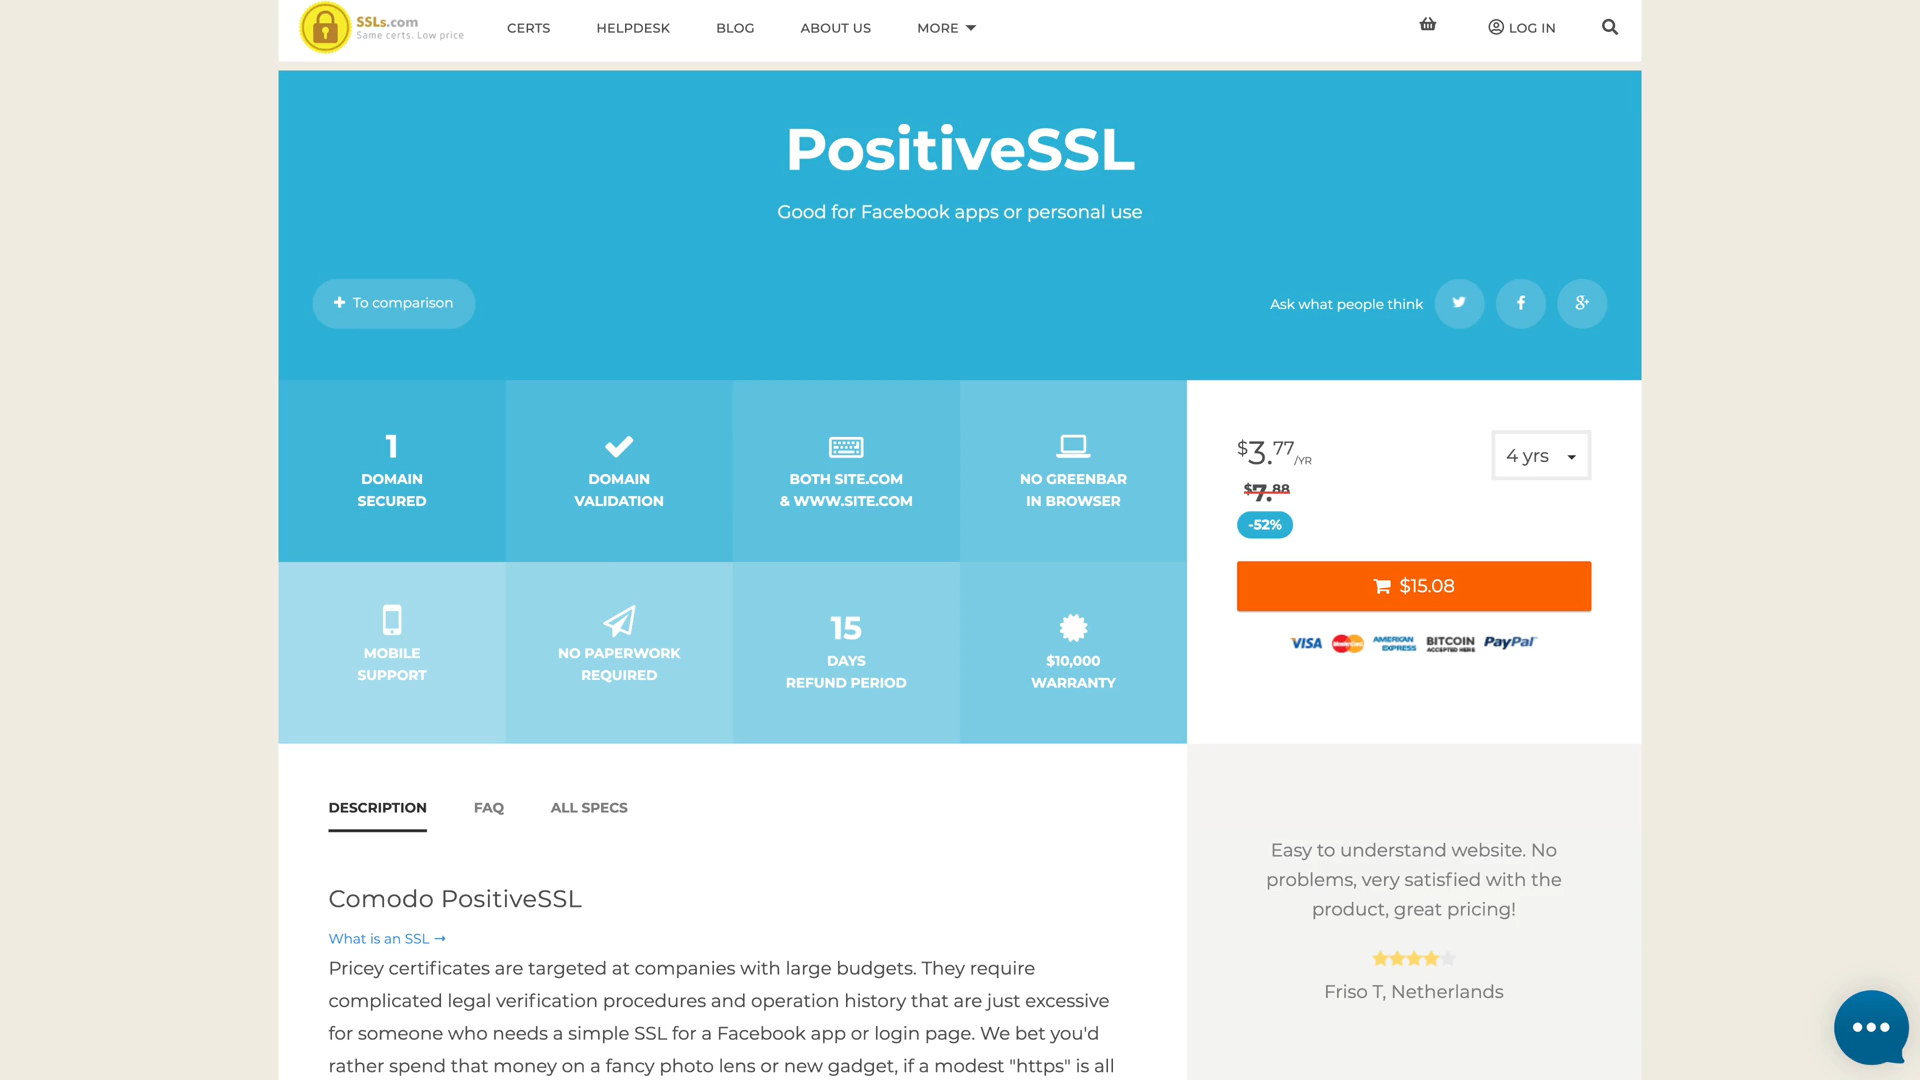 SSLs.com
Same certs. Low price
CERTS
HELPDESK
BLOG
ABOUT US
MORE
LOG IN
PositiveSSL
Good for Facebook apps or personal use
To comparison
Ask what people think
1
DOMAIN
SECURED
DOMAIN
VALIDATION
BOTH SITE.COM
& WWW.SITE.COM
NO GREENBAR
IN BROWSER
MOBILE
SUPPORT
NO PAPERWORK
REQUIRED
15
DAYS
REFUND PERIOD
$10,000
WARRANTY
$3.77/YR
$7.88
-52%
4 yrs
$15.08
VISA
MasterCard
AMERICAN
EXPRESS
BITCOIN
ACCEPTED HERE
PayPal
DESCRIPTION
FAQ
ALL SPECS
Comodo PositiveSSL
What is an SSL →
Pricey certificates are targeted at companies with large budgets. They require
complicated legal verification procedures and operation history that are just excessive
for someone who needs a simple SSL for a Facebook app or login page. We bet you'd
rather spend that money on a fancy photo lens or new gadget, if a modest "https" is all
Easy to understand website. No
problems, very satisfied with the
product, great pricing!
Friso T, Netherlands